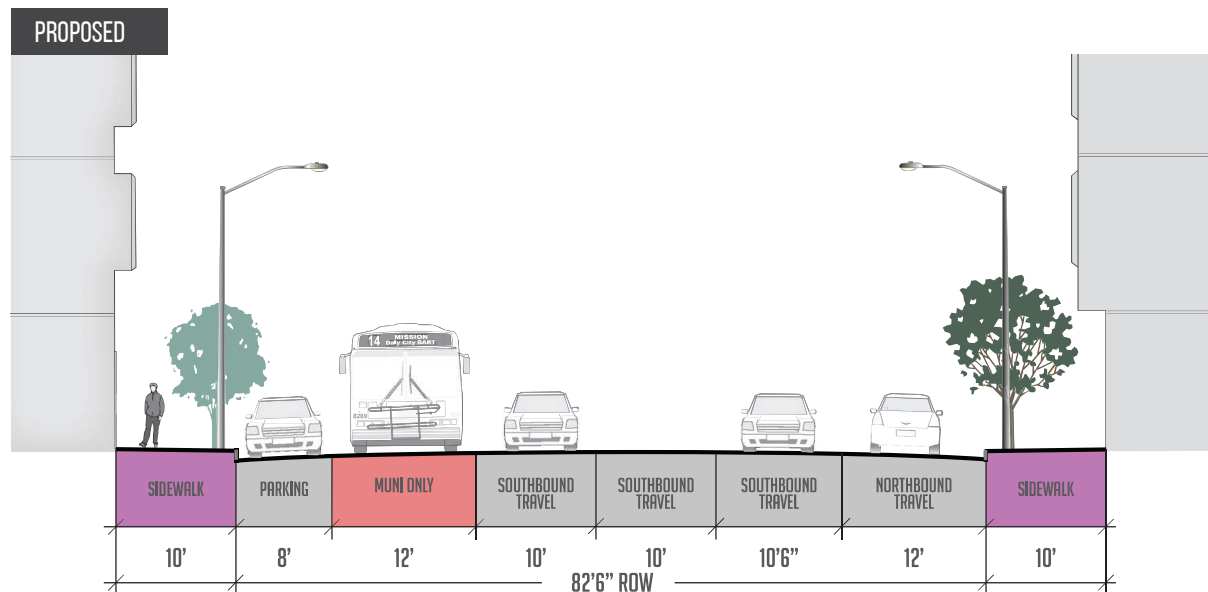 PROPOSED
14 MISSION
Daly City BART
8209
SIDEWALK
PARKING
MUNI ONLY
SOUTHBOUND
TRAVEL
SOUTHBOUND
TRAVEL
SOUTHBOUND
TRAVEL
NORTHBOUND
TRAVEL
SIDEWALK
10’
8’
12’
10’
10’
10’6”
12’
10’
82’6” ROW